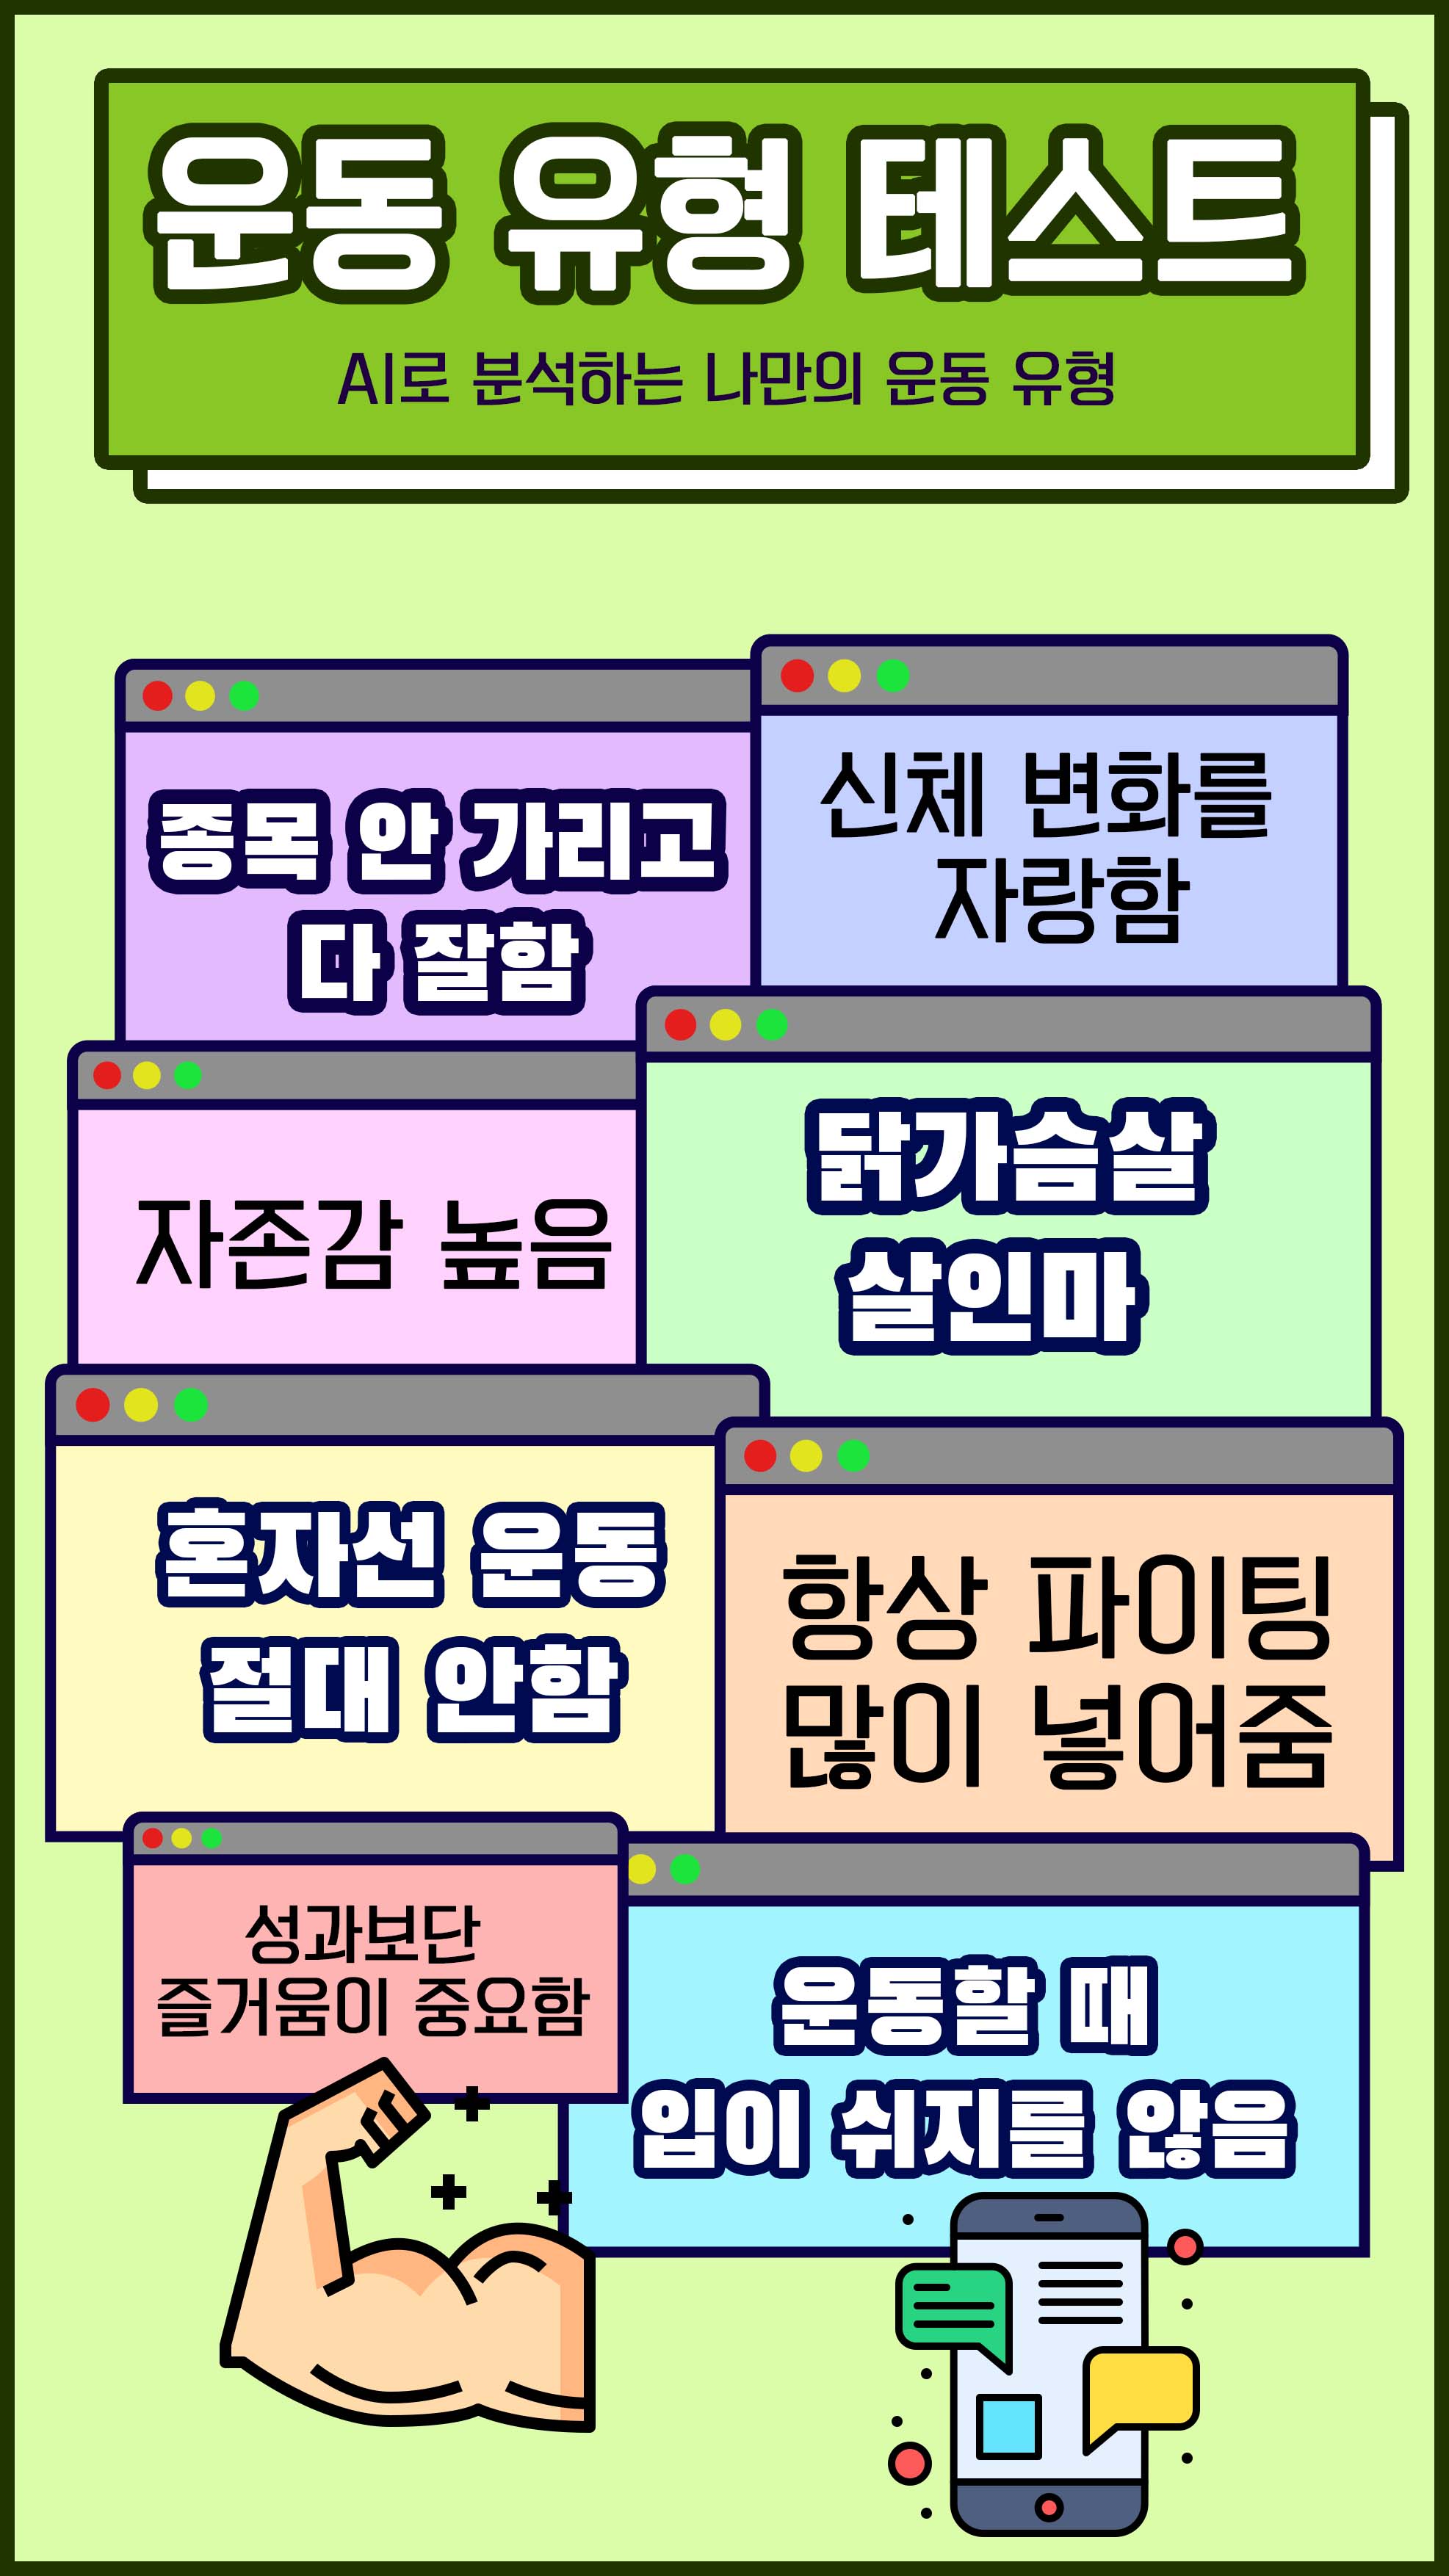 운동 유형 테스트
AI로 분석하는 나만의 운동 유형
종목 안 가리고
다 잘함
신체 변화를
자랑함
자존감 높음
닭가슴살
살인마
혼자선 운동
절대 안함
항상 파이팅
많이 넣어줌
성과보단
즐거움이 중요함
운동할 때
입이 쉬지를 않음